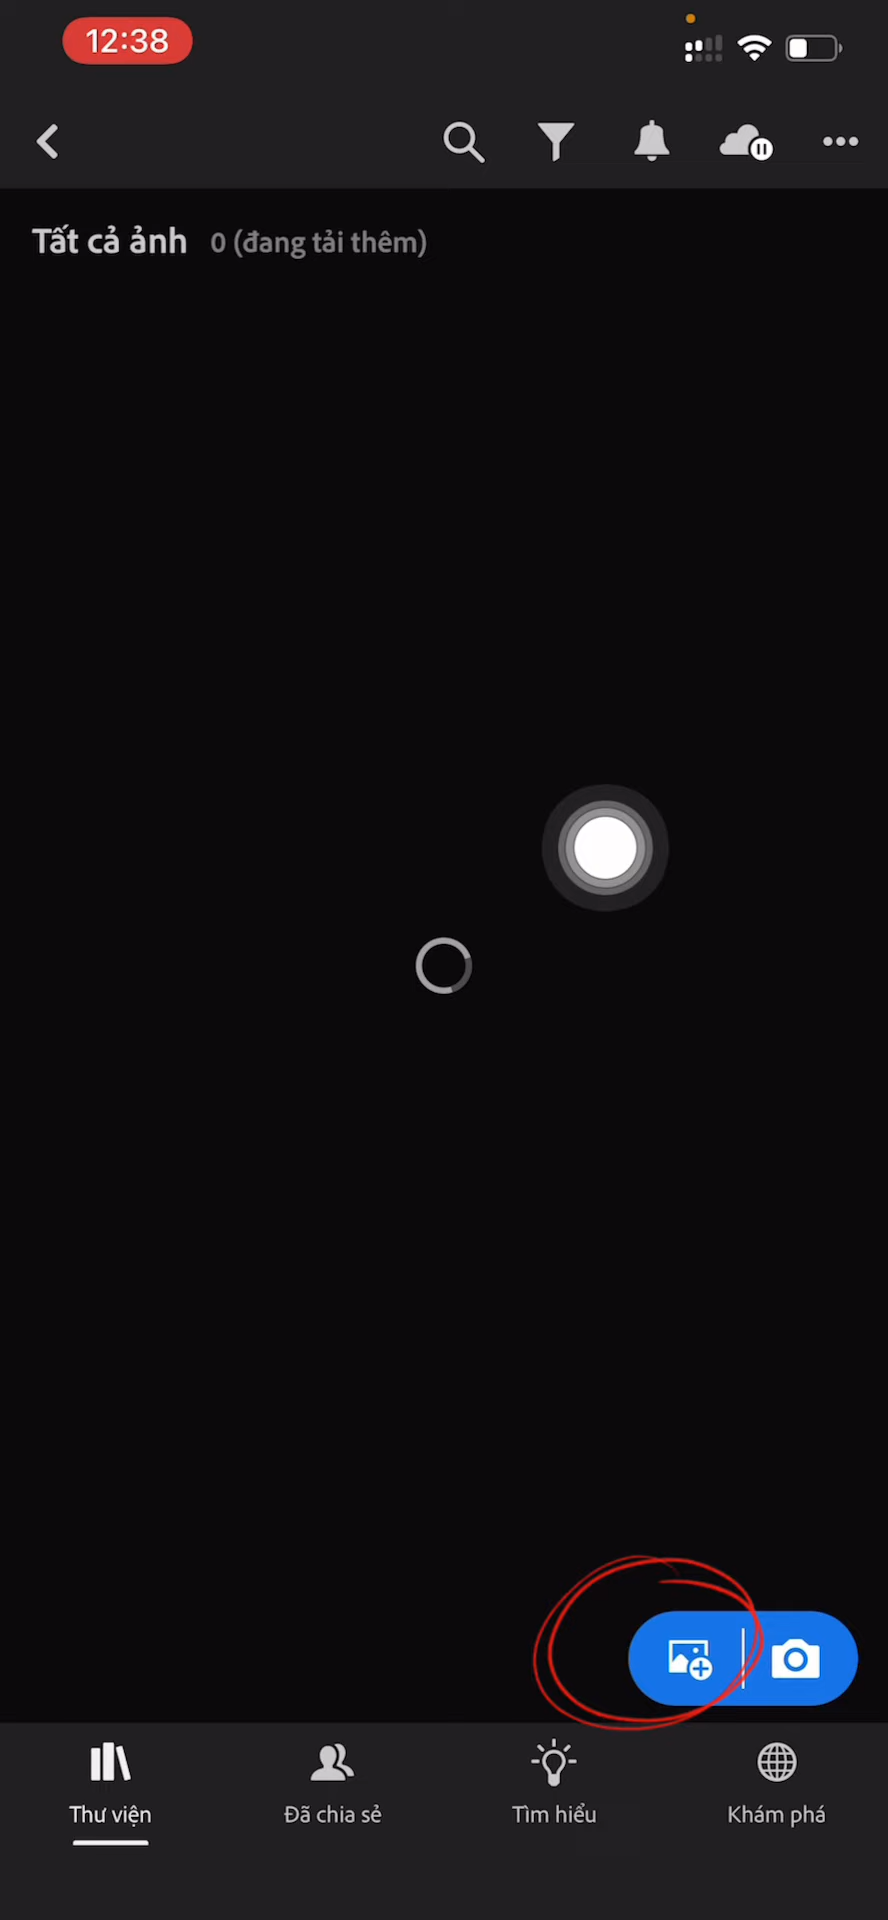 12:38
Tất cả ảnh 0 (đang tải thêm)
Thư viện Đã chia sẻ Tìm hiểu Khám phá